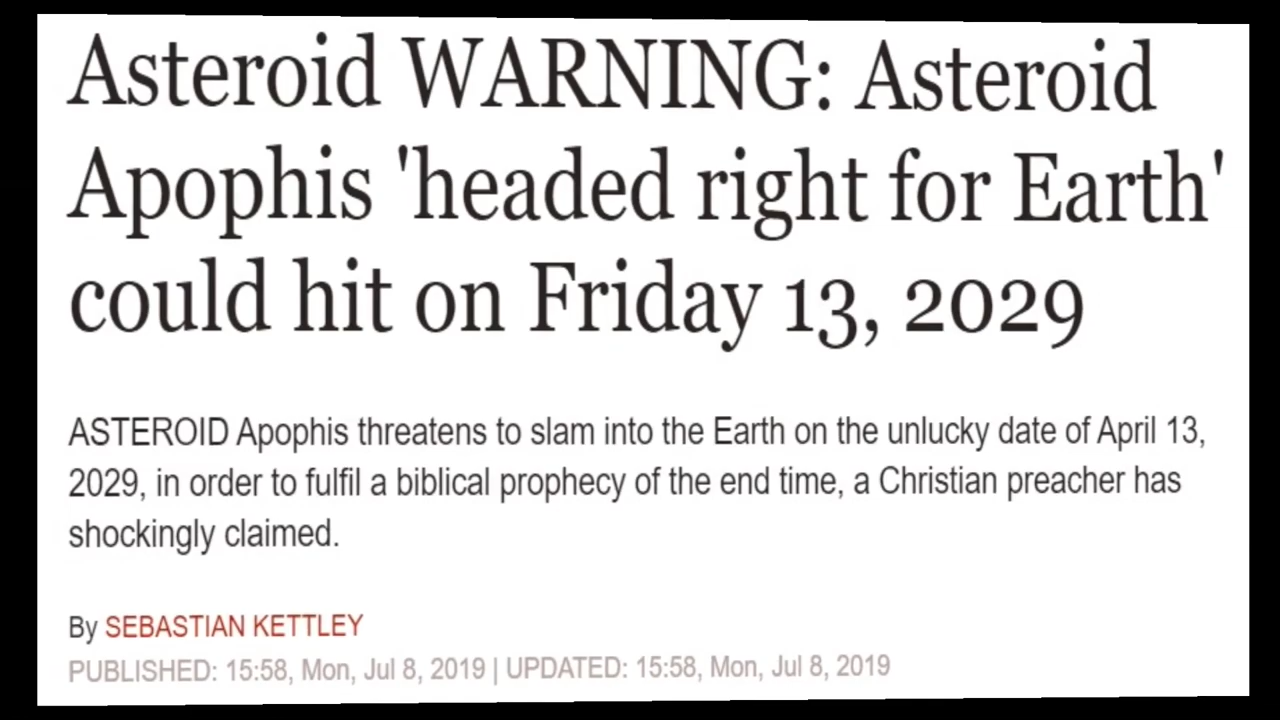 Asteroid WARNING: Asteroid
Apophis 'headed right for Earth'
could hit on Friday 13, 2029
ASTEROID Apophis threatens to slam into the Earth on the unlucky date of April 13,
2029, in order to fulfil a biblical prophecy of the end time, a Christian preacher has
shockingly claimed.
By SEBASTIAN KETTLEY
PUBLISHED: 15:58, Mon, Jul 8, 2019 | UPDATED: 15:58, Mon, Jul 8, 2019